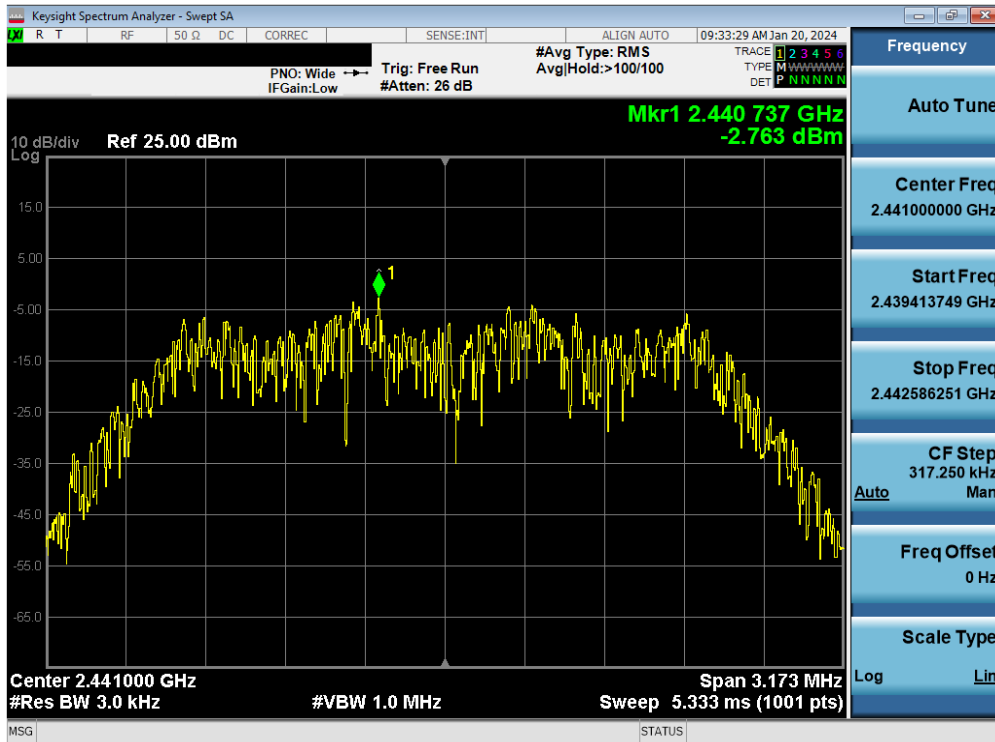 Keysight Spectrum Analyzer - Swept SA
LXI R T RF 50 Ω DC CORREC SENSE:INT ALIGN AUTO 09:33:29 AM Jan 20, 2024
PNO: Wide
IFGain:Low
Trig: Free Run
#Atten: 26 dB
#Avg Type: RMS
Avg|Hold:>100/100
TRACE 1 2 3 4 5 6
TYPE M WWWWW
DET P N N N N N
Mkr1 2.440 737 GHz
-2.763 dBm
10 dB/div Ref 25.00 dBm
Log
15.0
5.00
1
-5.00
-15.0
-25.0
-35.0
-45.0
-55.0
-65.0
Center 2.441000 GHz Span 3.173 MHz
#Res BW 3.0 kHz #VBW 1.0 MHz Sweep 5.333 ms (1001 pts)
MSG STATUS
Frequency
Auto Tune
Center Freq
2.441000000 GHz
Start Freq
2.439413749 GHz
Stop Freq
2.442586251 GHz
CF Step
317.250 kHz
Auto Man
Freq Offset
0 Hz
Scale Type
Log Lin